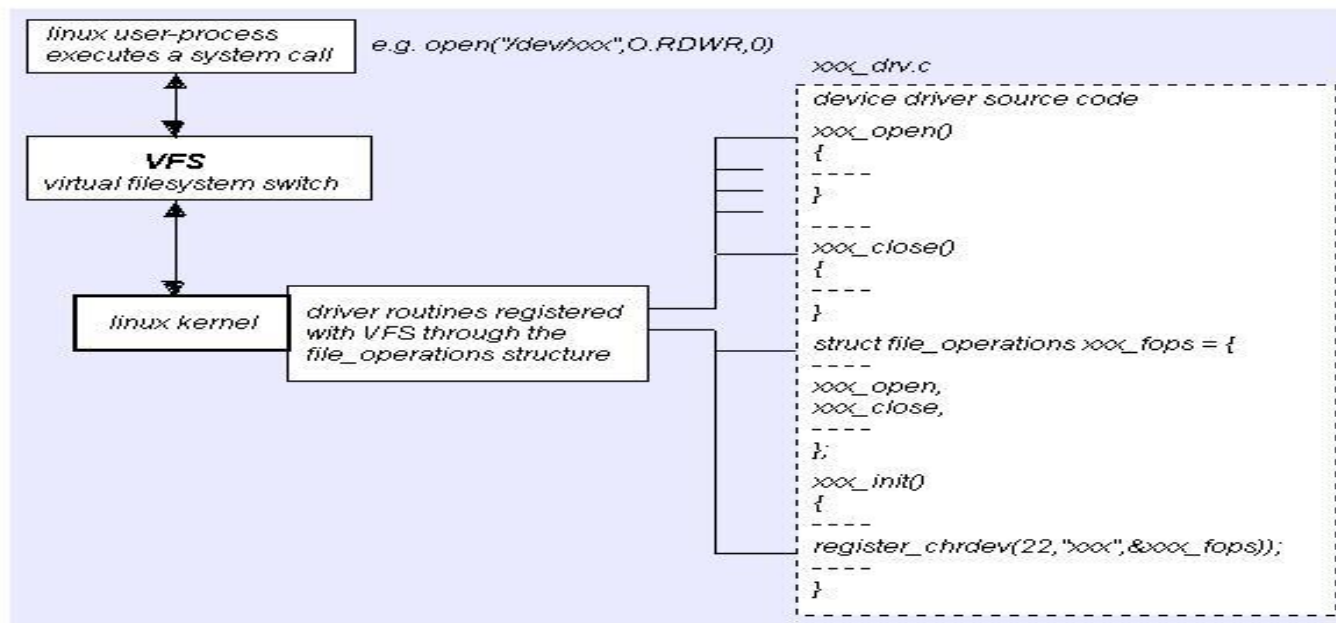 linux user-process
executes a system call
e.g. open("/dev/xxx",O.RDWR,0)
VFS
virtual filesystem switch
linux kernel
driver routines registered
with VFS through the
file_operations structure
xxx_drv.c
device driver source code
xxx_open()
{
- - - -
}
- - - -
xxx_close()
{
- - - -
}
struct file_operations xxx_fops = {
- - - -
xxx_open,
xxx_close,
- - - -
};
xxx_init()
{
- - - -
register_chrdev(22,"xxx",&xxx_fops));
- - - -
}